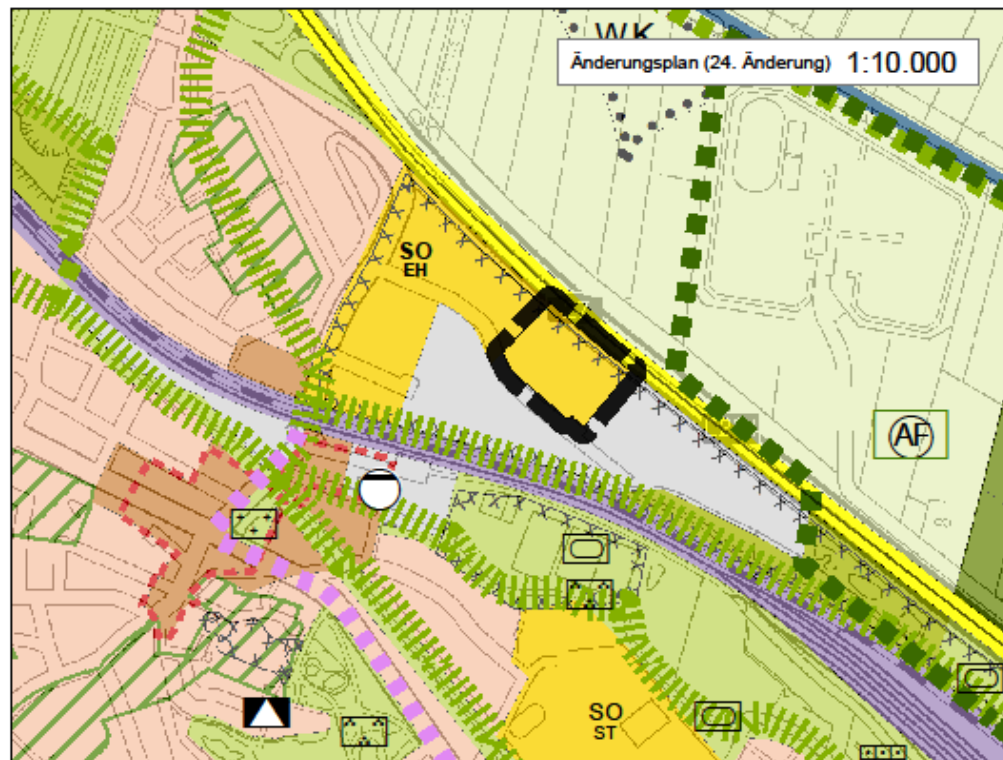 WK
Änderungsplan (24. Änderung) 1:10.000
SO
EH
AF
SO
ST